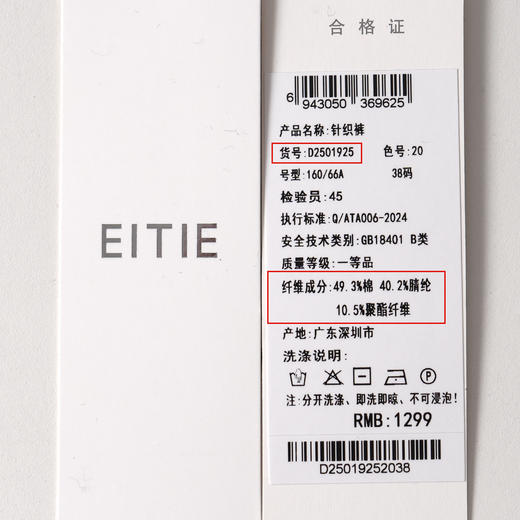 EITIE
合格证
6 943050 369625
产品名称:针织裤
货号:D2501925 色号:20
号型:160/66A 38码
检验员:45
执行标准:Q/ATA006-2024
安全技术类别:GB18401 B类
质量等级:一等品
纤维成分:49.3%棉 40.2%腈纶
10.5%聚酯纤维
产地:广东深圳市
洗涤说明:
P
注:分开洗涤、即洗即晾、不可浸泡!
RMB:1299
D25019252038